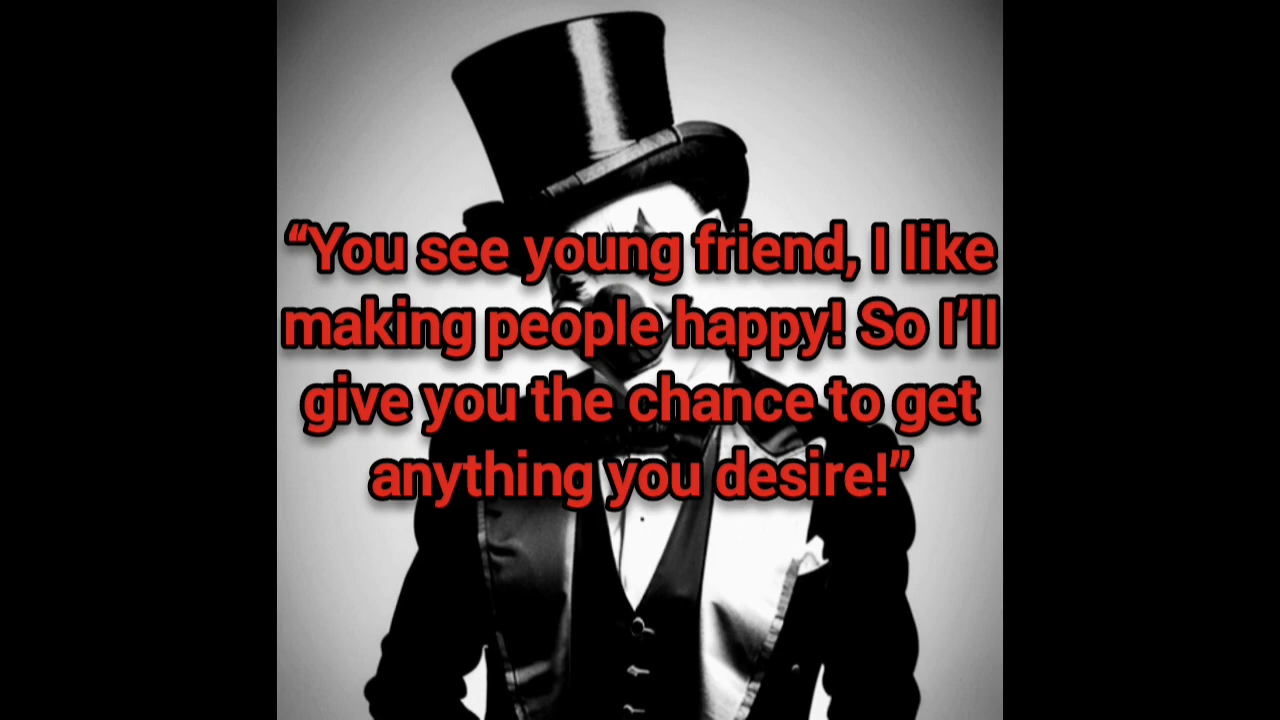 “You see young friend, I like
making people happy! So I’ll
give you the chance to get
anything you desire!”